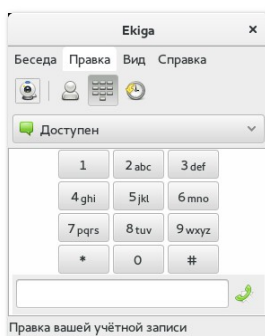 Ekiga ×
Беседа Правка Вид Справка
Доступен
1 2 abc 3 def
4 ghi 5 jkl 6 mno
7 pqrs 8 tuv 9 wxyz
* 0 #
Правка вашей учётной записи